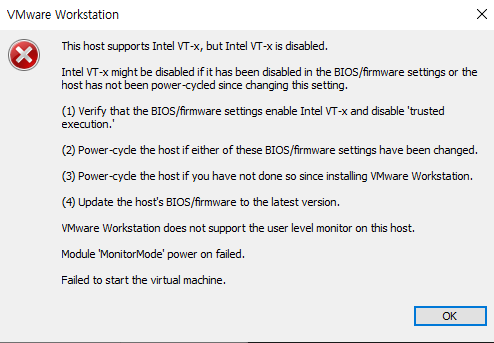 VMware Workstation
This host supports Intel VT-x, but Intel VT-x is disabled.
Intel VT-x might be disabled if it has been disabled in the BIOS/firmware settings or the
host has not been power-cycled since changing this setting.
(1) Verify that the BIOS/firmware settings enable Intel VT-x and disable 'trusted
execution.'
(2) Power-cycle the host if either of these BIOS/firmware settings have been changed.
(3) Power-cycle the host if you have not done so since installing VMware Workstation.
(4) Update the host's BIOS/firmware to the latest version.
VMware Workstation does not support the user level monitor on this host.
Module 'MonitorMode' power on failed.
Failed to start the virtual machine.
OK